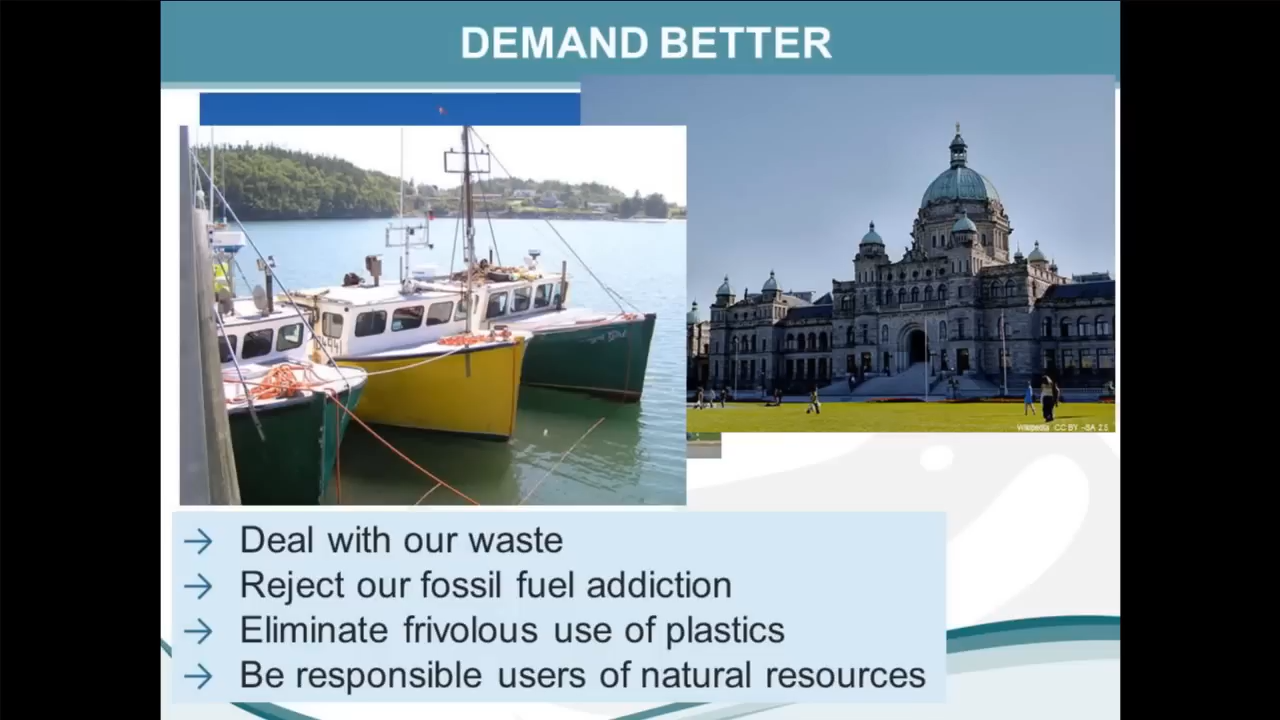 DEMAND BETTER
Wikipedia CC BY -SA 2.5
→ Deal with our waste
→ Reject our fossil fuel addiction
→ Eliminate frivolous use of plastics
→ Be responsible users of natural resources